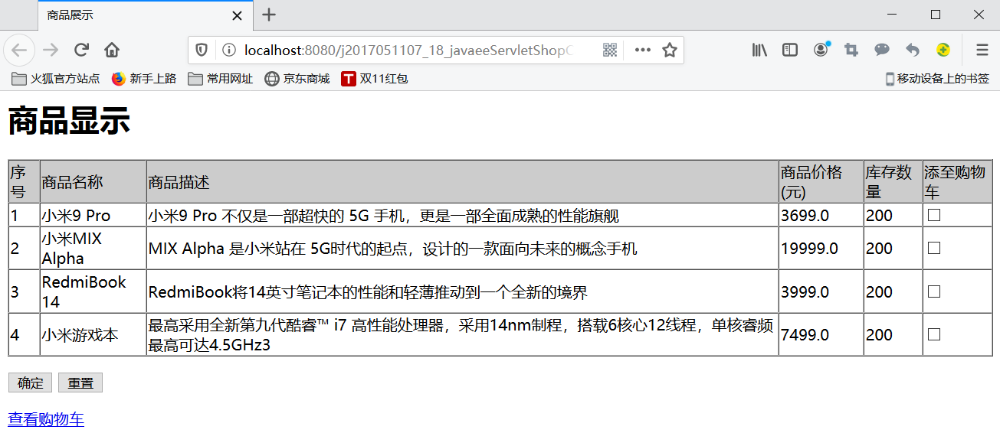 商品展示
localhost:8080/j2017051107_18_javaeeServletShop
火狐官方站点 新手上路 常用网址 京东商城 T 双11红包 移动设备上的书签
商品显示
序号 商品名称 商品描述 商品价格(元) 库存数量 添至购物车
1 小米9 Pro 小米9 Pro 不仅是一部超快的 5G 手机，更是一部全面成熟的性能旗舰 3699.0 200
2 小米MIX Alpha MIX Alpha 是小米站在 5G时代的起点，设计的一款面向未来的概念手机 19999.0 200
3 RedmiBook 14 RedmiBook将14英寸笔记本的性能和轻薄推动到一个全新的境界 3999.0 200
4 小米游戏本 最高采用全新第九代酷睿™ i7 高性能处理器，采用14nm制程，搭载6核心12线程，单核睿频
最高可达4.5GHz3 7499.0 200
确定 重置
查看购物车